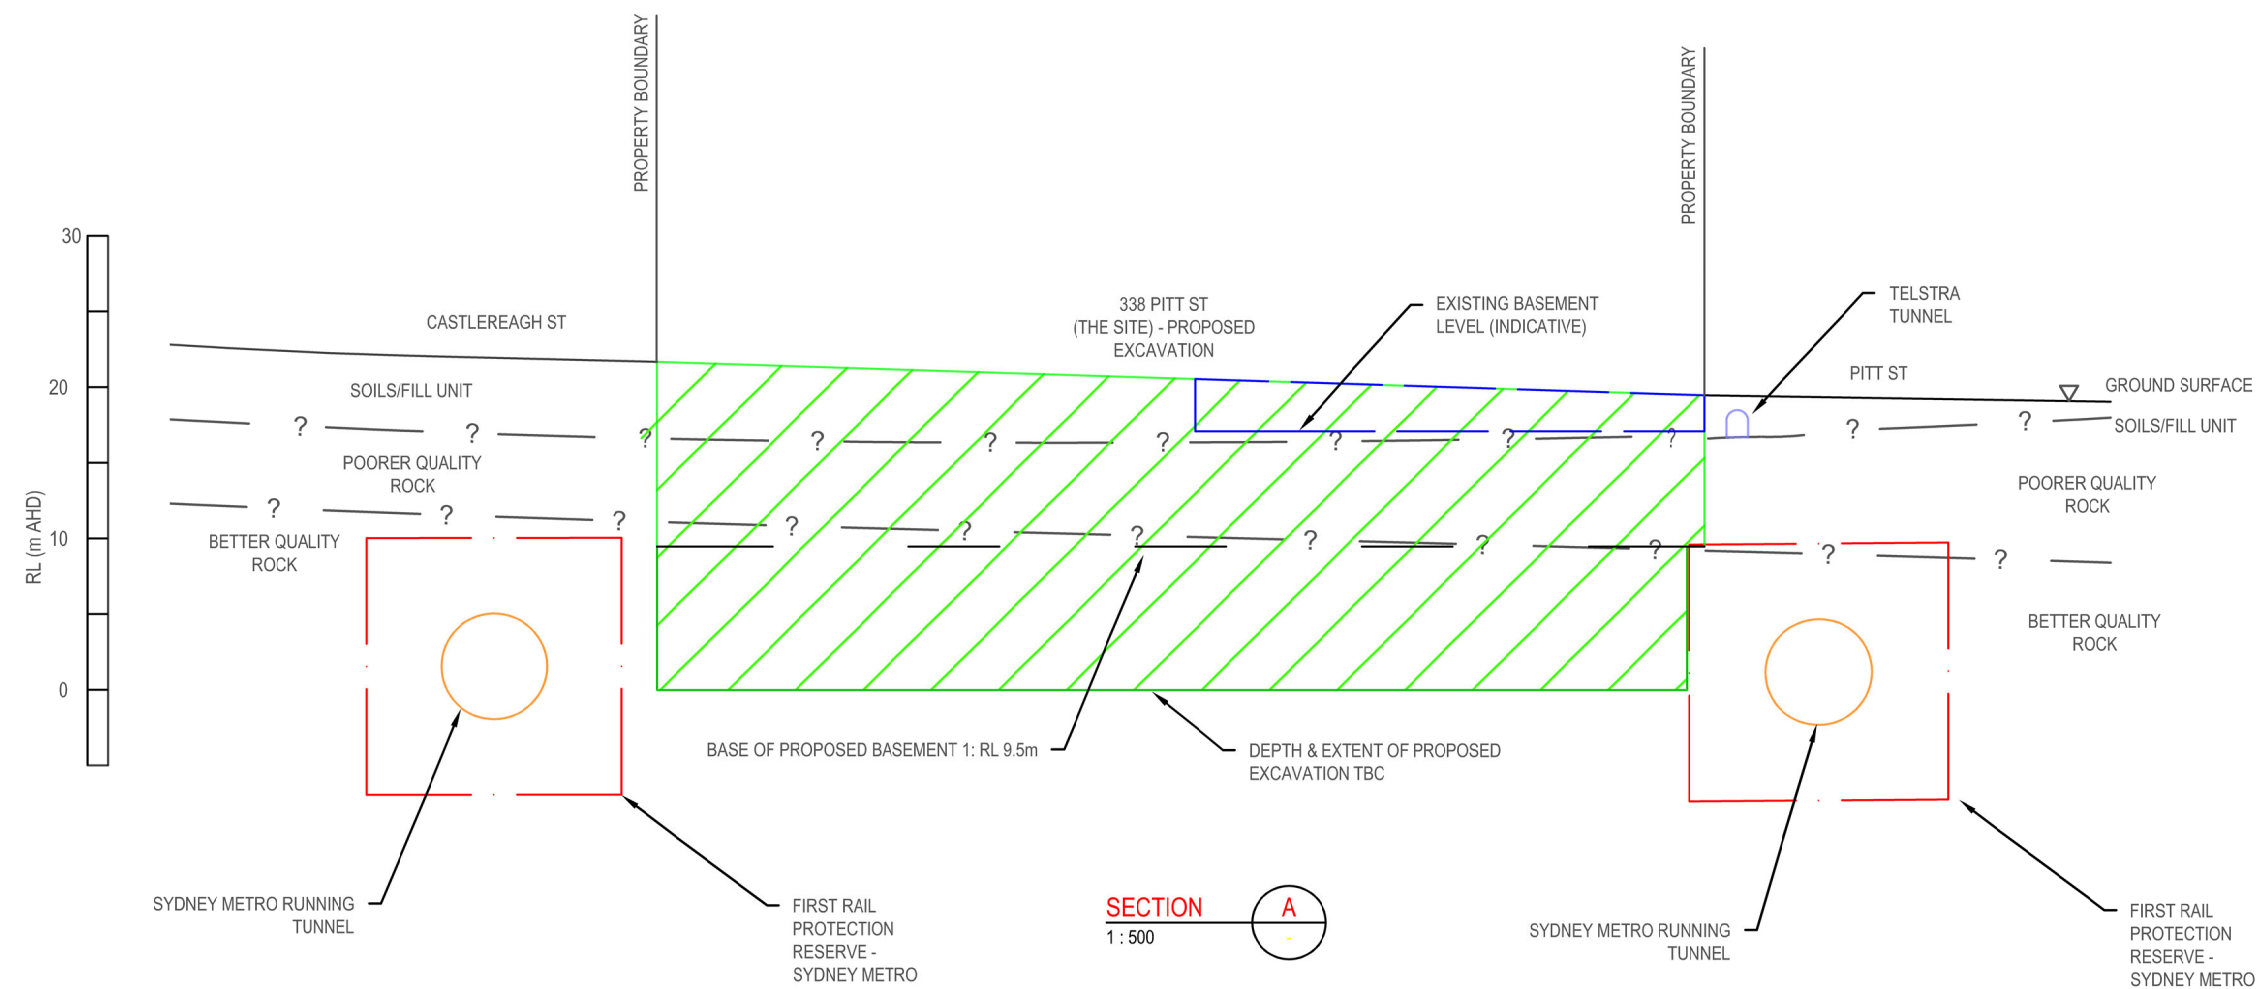 PROPERTY BOUNDARY
PROPERTY BOUNDARY
30
20
10
0
RL (m AHD)
CASTLEREAGH ST
338 PITT ST
(THE SITE) - PROPOSED
EXCAVATION
EXISTING BASEMENT
LEVEL (INDICATIVE)
TELSTRA
TUNNEL
PITT ST
GROUND SURFACE
SOILS/FILL UNIT
SOILS/FILL UNIT
? ? ? ? ? ? ? ? ? ? ?
POORER QUALITY
ROCK
POORER QUALITY
ROCK
? ? ? ? ? ? ? ? ? ? ?
BETTER QUALITY
ROCK
BETTER QUALITY
ROCK
BASE OF PROPOSED BASEMENT 1: RL 9.5m
DEPTH & EXTENT OF PROPOSED
EXCAVATION TBC
SYDNEY METRO RUNNING
TUNNEL
FIRST RAIL
PROTECTION
RESERVE -
SYDNEY METRO
SECTION
1 : 500
A
-
SYDNEY METRO RUNNING
TUNNEL
FIRST RAIL
PROTECTION
RESERVE -
SYDNEY METRO